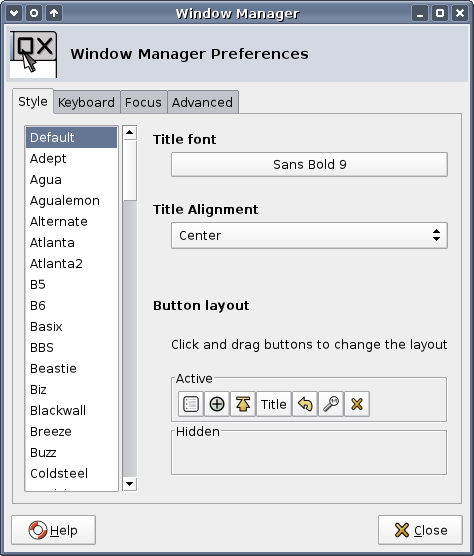 Window Manager
Window Manager Preferences
Style Keyboard Focus Advanced
Default
Adept
Agua
Agualemon
Alternate
Atlanta
Atlanta2
B5
B6
Basix
BBS
Beastie
Biz
Blackwall
Breeze
Buzz
Coldsteel
Title font
Sans Bold 9
Title Alignment
Center
Button layout
Click and drag buttons to change the layout
Active
Title
Hidden
Help
Close